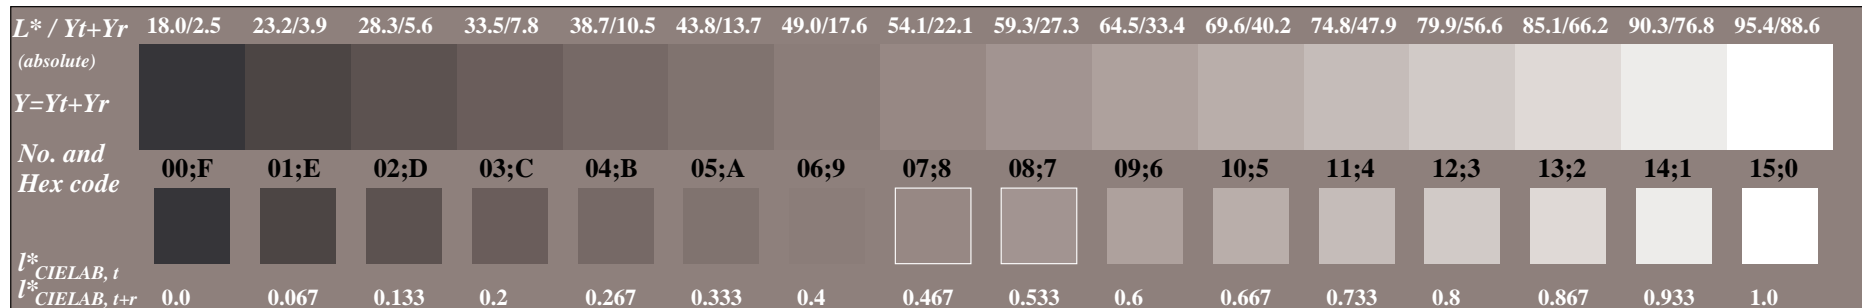 L* / Yt+Yr 18.0/2.5 23.2/3.9 28.3/5.6 33.5/7.8 38.7/10.5 43.8/13.7 49.0/17.6 54.1/22.1 59.3/27.3 64.5/33.4 69.6/40.2 74.8/47.9 79.9/56.6 85.1/66.2 90.3/76.8 95.4/88.6
(absolute)
Y=Yt+Yr
No. and
Hex code 00;F 01;E 02;D 03;C 04;B 05;A 06;9 07;8 08;7 09;6 10;5 11;4 12;3 13;2 14;1 15;0
l*CIELAB, t
l*CIELAB, t+r 0.0 0.067 0.133 0.2 0.267 0.333 0.4 0.467 0.533 0.6 0.667 0.733 0.8 0.867 0.933 1.0